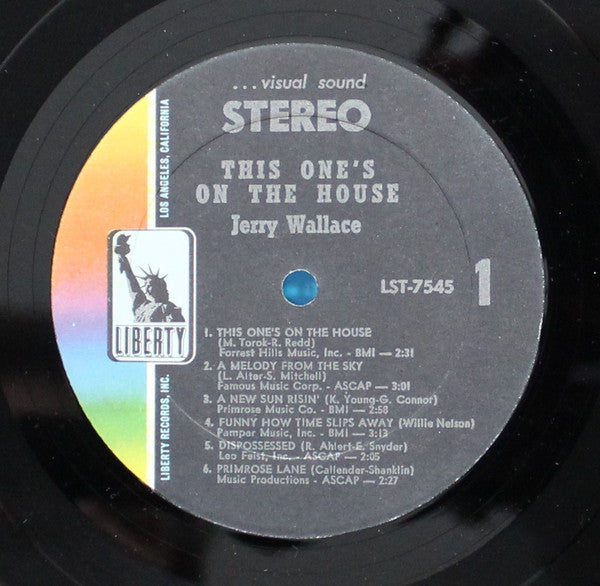 ...visual sound
STEREO
THIS ONE'S
ON THE HOUSE
Jerry Wallace
LST-7545
1
LOS ANGELES, CALIFORNIA
LIBERTY
LIBERTY RECORDS, INC.
1. THIS ONE'S ON THE HOUSE
(M. Torok-R. Redd)
Forrest Hills Music, Inc. - BMI — 2:31
2. A MELODY FROM THE SKY
(L. Alter-S. Mitchell)
Famous Music Corp. - ASCAP — 3:01
3. A NEW SUN RISIN' (K. Young-G. Connor)
Primrose Music Co. - BMI — 2:58
4. FUNNY HOW TIME SLIPS AWAY (Willie Nelson)
Pamper Music, Inc. - BMI — 3:13
5. DISPOSSESSED (R. Ahlert-E. Snyder)
Leo Feist, Inc. - ASCAP — 2:05
6. PRIMROSE LANE (Callender-Shanklin)
Music Productions - ASCAP — 2:27